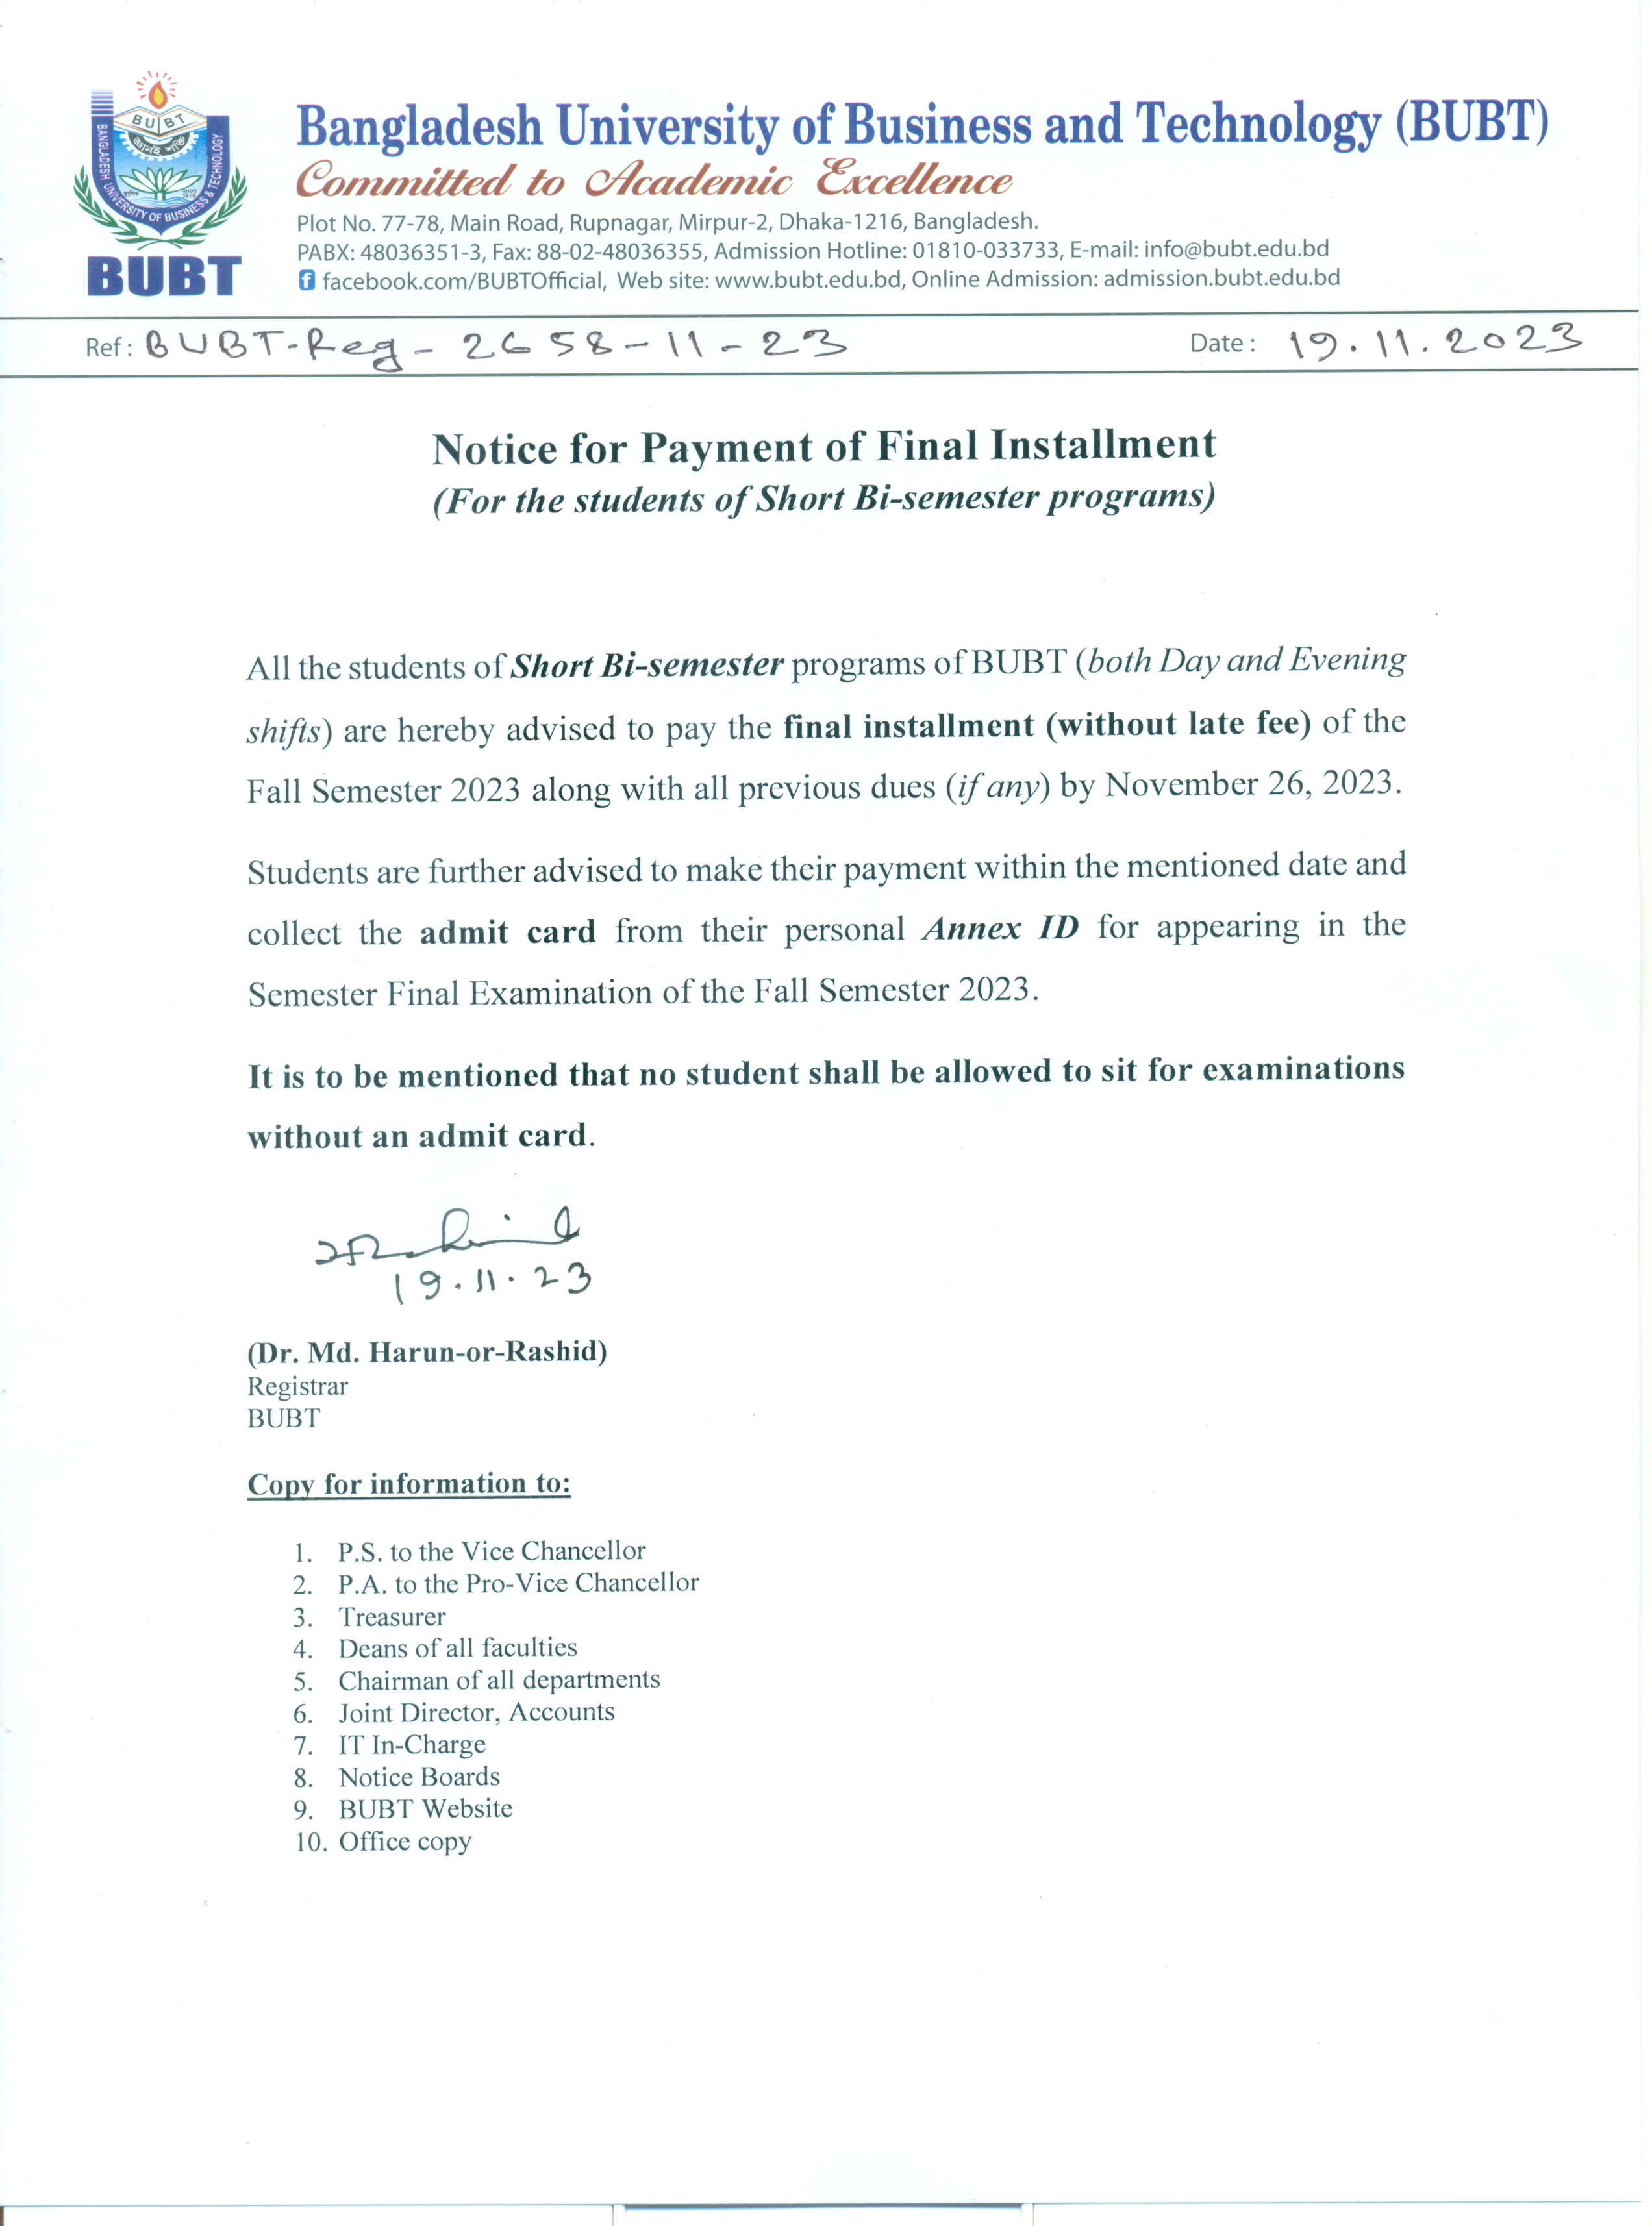 BUBT
BANGLADESH UNIVERSITY OF BUSINESS & TECHNOLOGY
BUBT
Bangladesh University of Business and Technology (BUBT)
Committed to Academic Excellence
Plot No. 77-78, Main Road, Rupnagar, Mirpur-2, Dhaka-1216, Bangladesh.
PABX: 48036351-3, Fax: 88-02-48036355, Admission Hotline: 01810-033733, E-mail: info@bubt.edu.bd
facebook.com/BUBTOfficial, Web site: www.bubt.edu.bd, Online Admission: admission.bubt.edu.bd
Ref: BUBT-Reg-2658-11-23 Date: 19.11.2023
Notice for Payment of Final Installment
(For the students of Short Bi-semester programs)
All the students of Short Bi-semester programs of BUBT (both Day and Evening
shifts) are hereby advised to pay the final installment (without late fee) of the
Fall Semester 2023 along with all previous dues (if any) by November 26, 2023.
Students are further advised to make their payment within the mentioned date and
collect the admit card from their personal Annex ID for appearing in the
Semester Final Examination of the Fall Semester 2023.
It is to be mentioned that no student shall be allowed to sit for examinations
without an admit card.
19.11.23
(Dr. Md. Harun-or-Rashid)
Registrar
BUBT
Copy for information to:
1. P.S. to the Vice Chancellor
2. P.A. to the Pro-Vice Chancellor
3. Treasurer
4. Deans of all faculties
5. Chairman of all departments
6. Joint Director, Accounts
7. IT In-Charge
8. Notice Boards
9. BUBT Website
10. Office copy